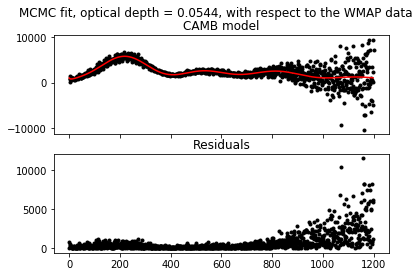 MCMC fit, optical depth = 0.0544, with respect to the WMAP data
CAMB model
10000
0
−10000
Residuals
10000
5000
0
0 200 400 600 800 1000 1200